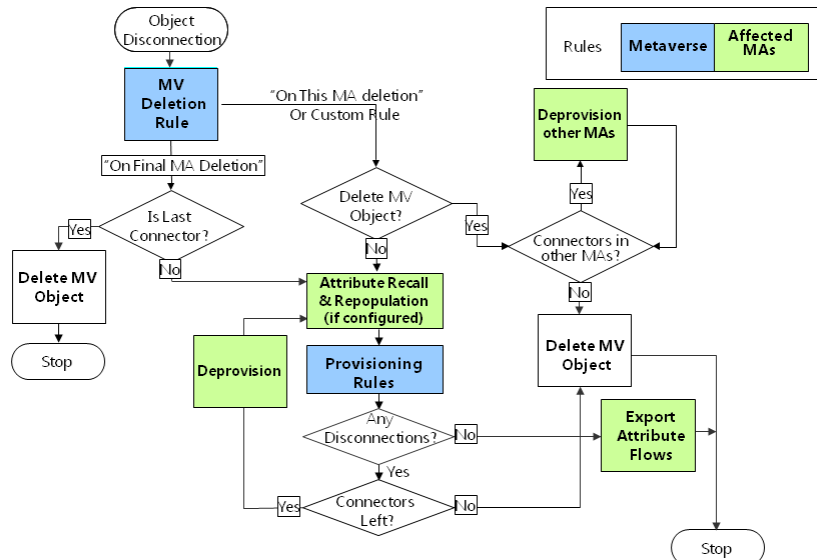 Object
Disconnection
Rules
Metaverse
Affected
MAs
MV
Deletion
Rule
“On This MA deletion”
Or Custom Rule
Deprovision
other MAs
“On Final MA Deletion”
Yes
Is Last
Connector?
Delete MV
Object?
Yes
Connectors in
other MAs?
Yes
No
No
No
Delete MV
Object
Attribute Recall
& Repopulation
(if configured)
Stop
Deprovision
Provisioning
Rules
Delete MV
Object
Any
Disconnections?
No
Export
Attribute
Flows
Yes
Yes
Connectors
Left?
No
Stop